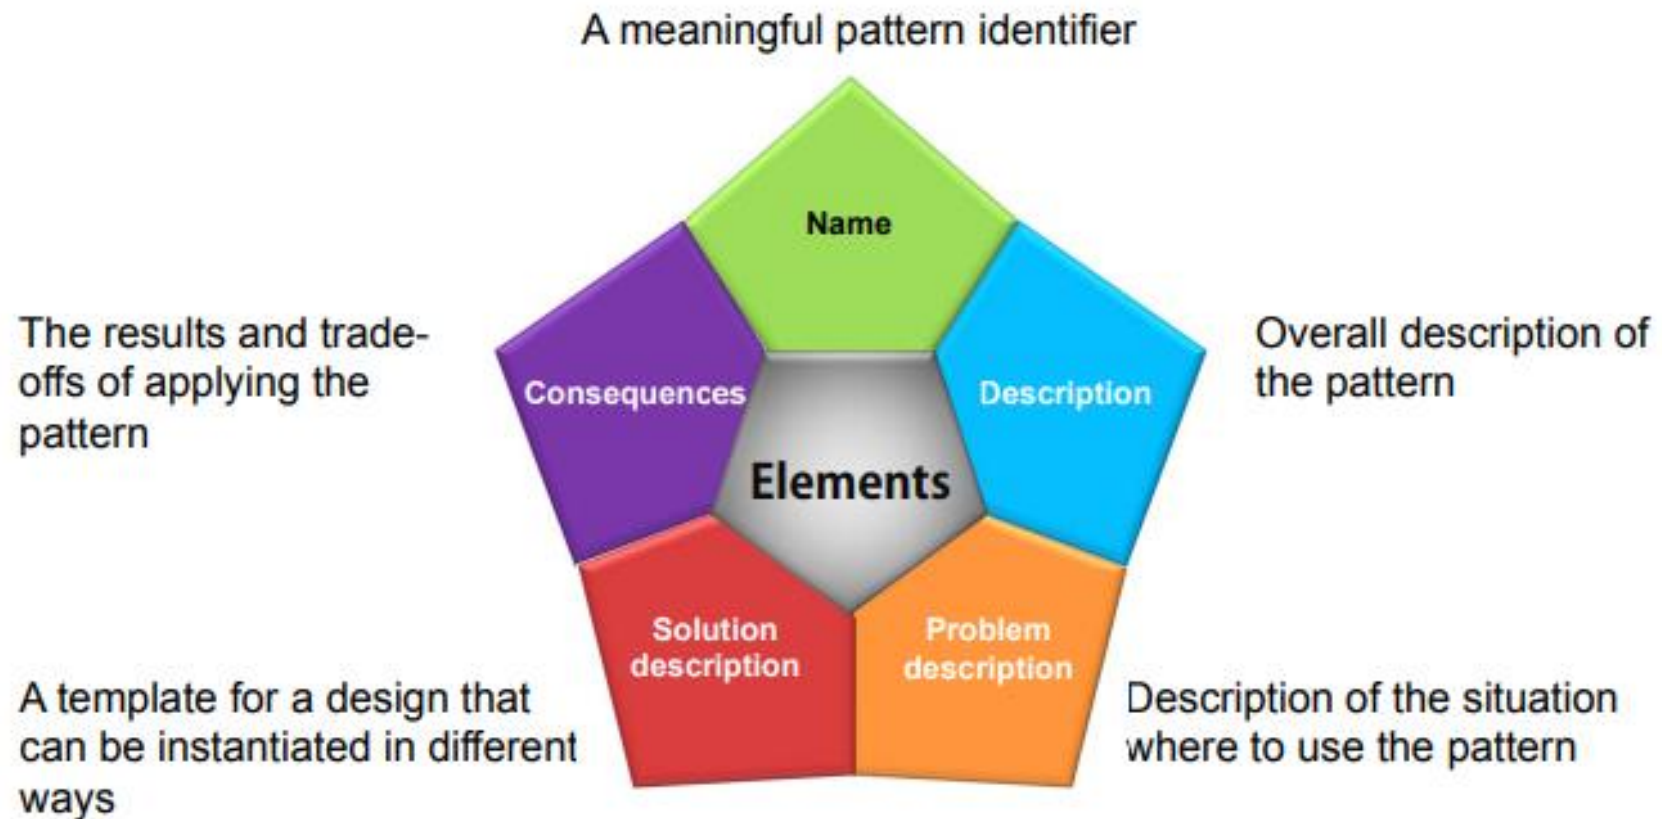 A meaningful pattern identifier
Name
The results and trade-
offs of applying the
pattern
Consequences
Description
Overall description of
the pattern
Elements
Solution
description
Problem
description
A template for a design that
can be instantiated in different
ways
Description of the situation
where to use the pattern